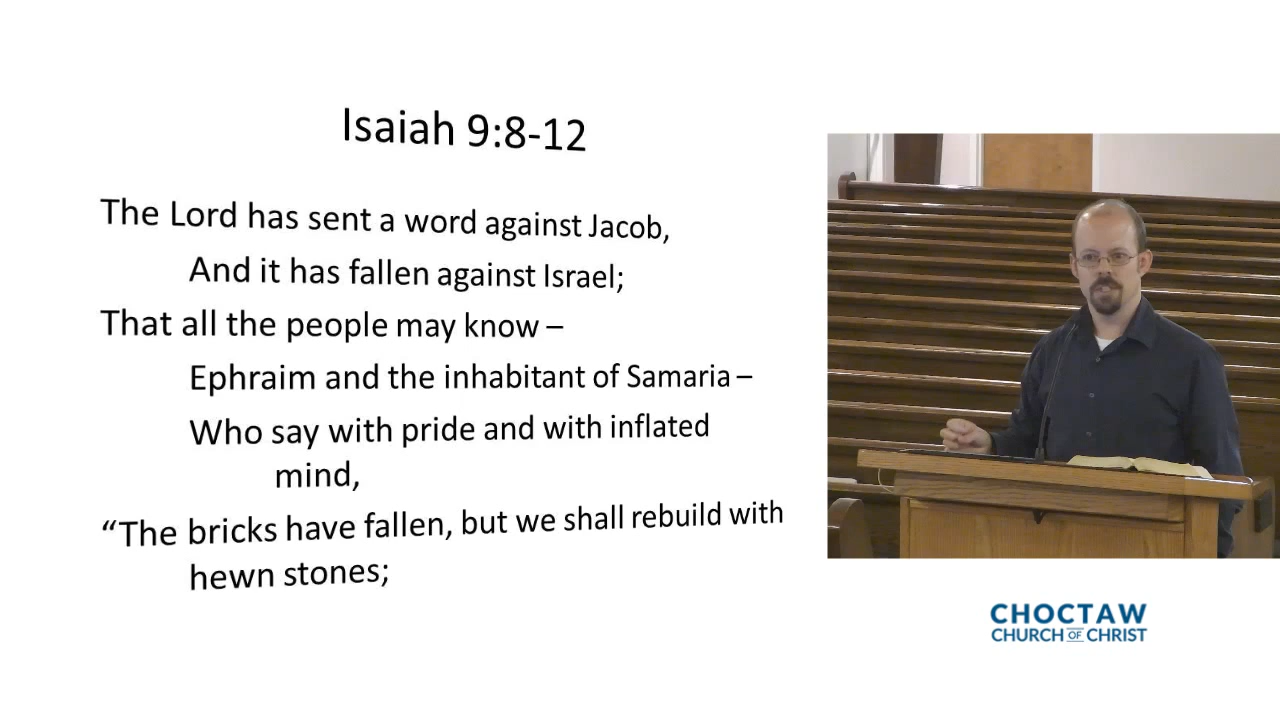 Isaiah 9:8-12
The Lord has sent a word against Jacob,
And it has fallen against Israel;
That all the people may know –
Ephraim and the inhabitant of Samaria –
Who say with pride and with inflated
mind,
“The bricks have fallen, but we shall rebuild with
hewn stones;
CHOCTAW
CHURCH OF CHRIST